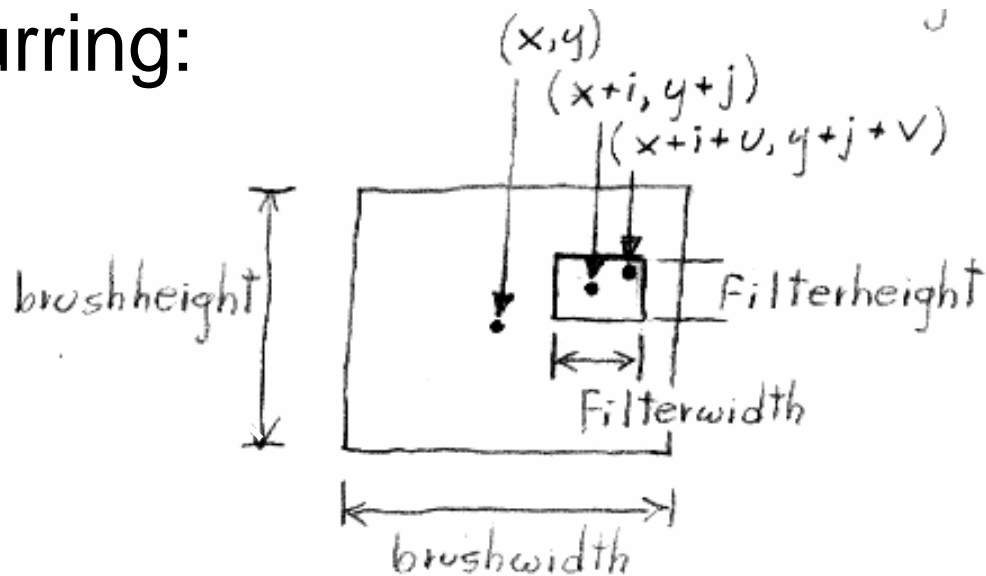 urring:
(x,y)
(x+i, y+j)
(x+i+u, y+j+v)
brushheight
Filterheight
Filterwidth
brushwidth